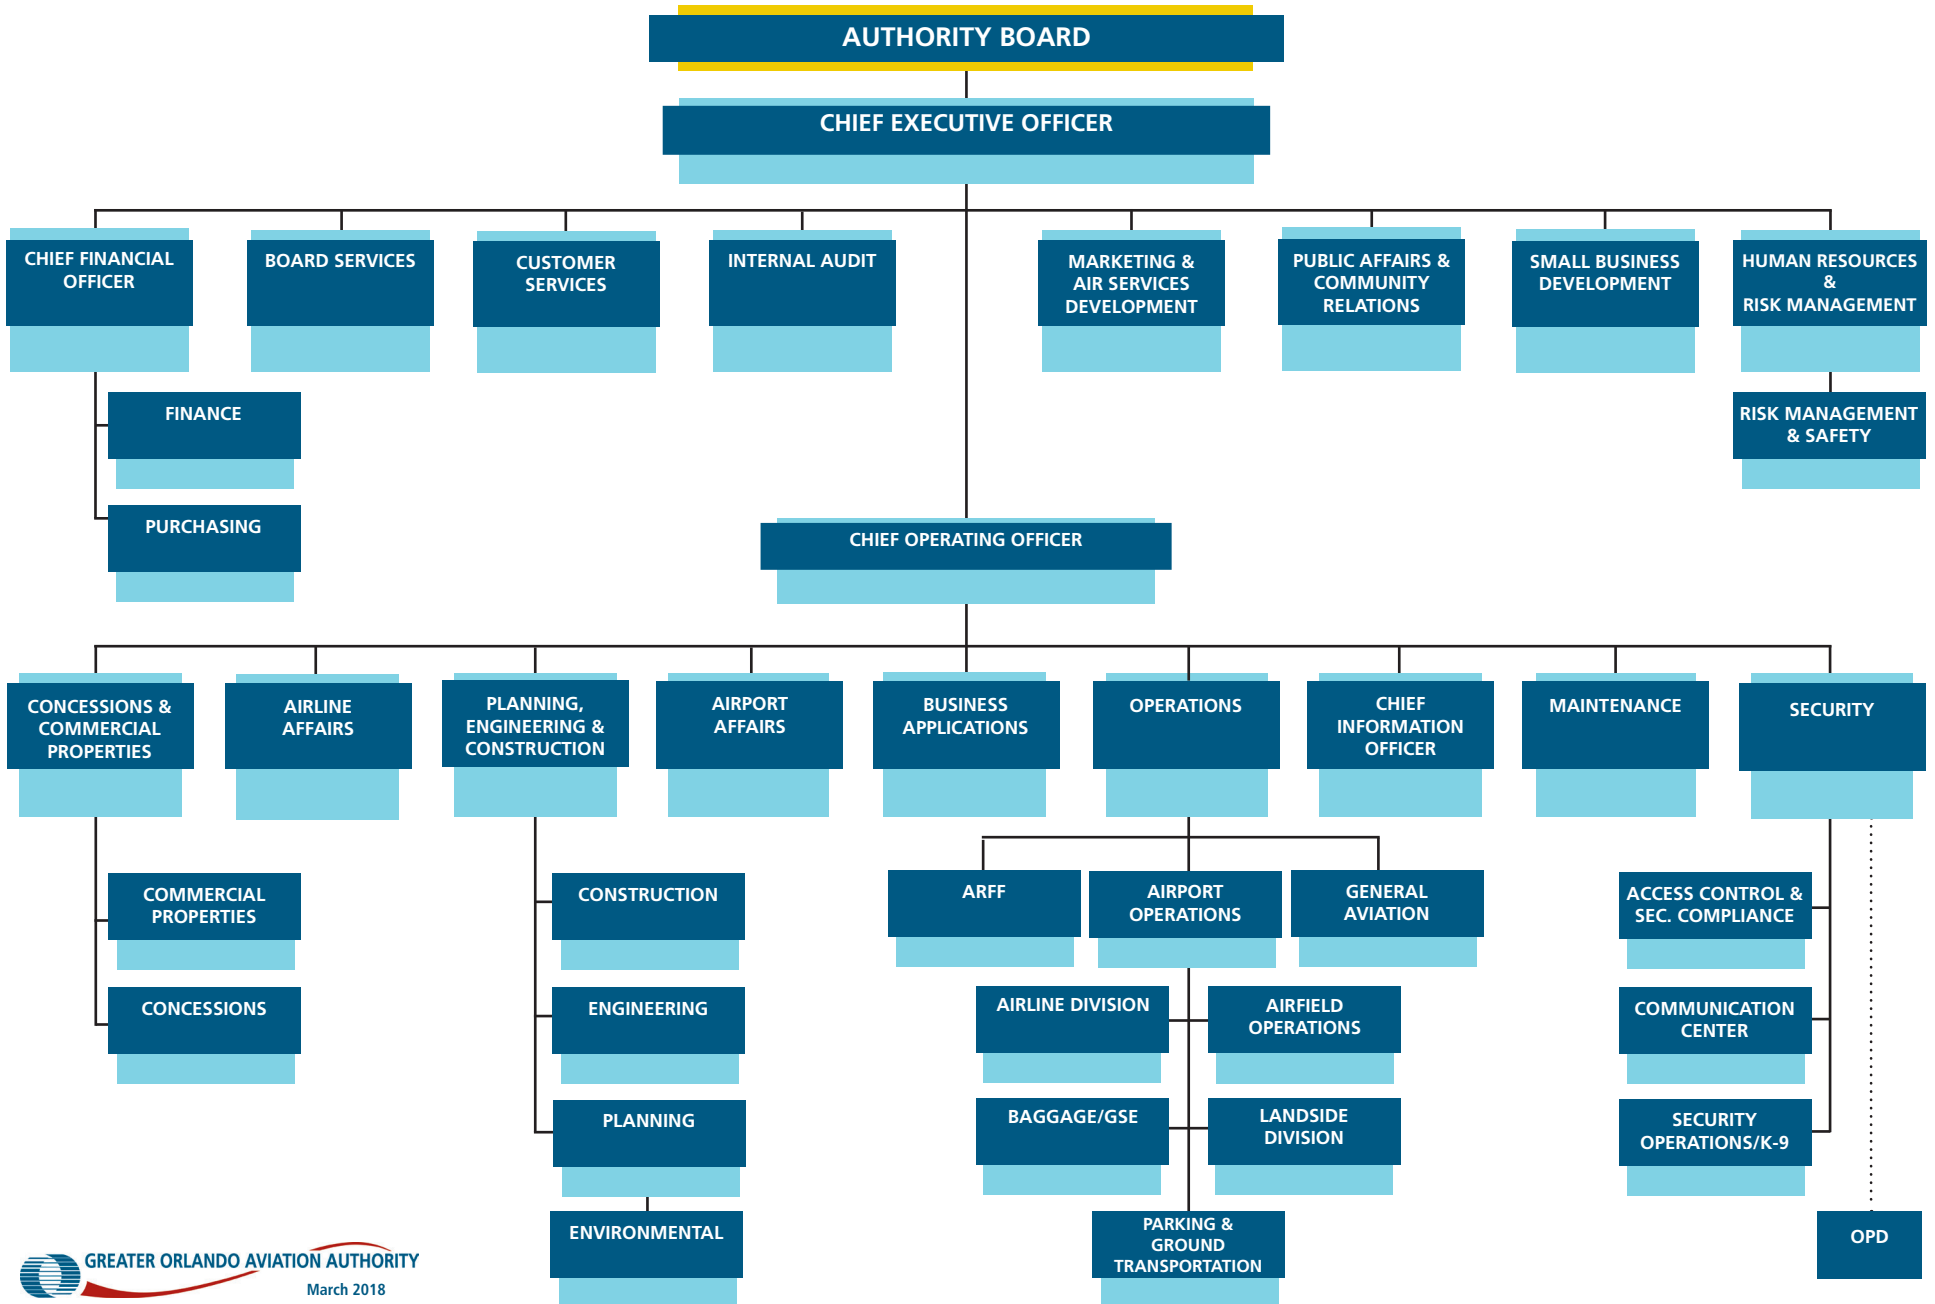 AUTHORITY BOARD
CHIEF EXECUTIVE OFFICER
CHIEF FINANCIAL
OFFICER
BOARD SERVICES
CUSTOMER
SERVICES
INTERNAL AUDIT
MARKETING &
AIR SERVICES
DEVELOPMENT
PUBLIC AFFAIRS &
COMMUNITY
RELATIONS
SMALL BUSINESS
DEVELOPMENT
HUMAN RESOURCES
&
RISK MANAGEMENT
FINANCE
RISK MANAGEMENT
& SAFETY
PURCHASING
CHIEF OPERATING OFFICER
CONCESSIONS &
COMMERCIAL
PROPERTIES
AIRLINE
AFFAIRS
PLANNING,
ENGINEERING &
CONSTRUCTION
AIRPORT
AFFAIRS
BUSINESS
APPLICATIONS
OPERATIONS
CHIEF
INFORMATION
OFFICER
MAINTENANCE
SECURITY
COMMERCIAL
PROPERTIES
CONSTRUCTION
ARFF
AIRPORT
OPERATIONS
GENERAL
AVIATION
ACCESS CONTROL &
SEC. COMPLIANCE
CONCESSIONS
ENGINEERING
AIRLINE DIVISION
AIRFIELD
OPERATIONS
COMMUNICATION
CENTER
PLANNING
BAGGAGE/GSE
LANDSIDE
DIVISION
SECURITY
OPERATIONS/K-9
ENVIRONMENTAL
PARKING &
GROUND
TRANSPORTATION
OPD
GREATER ORLANDO AVIATION AUTHORITY
March 2018